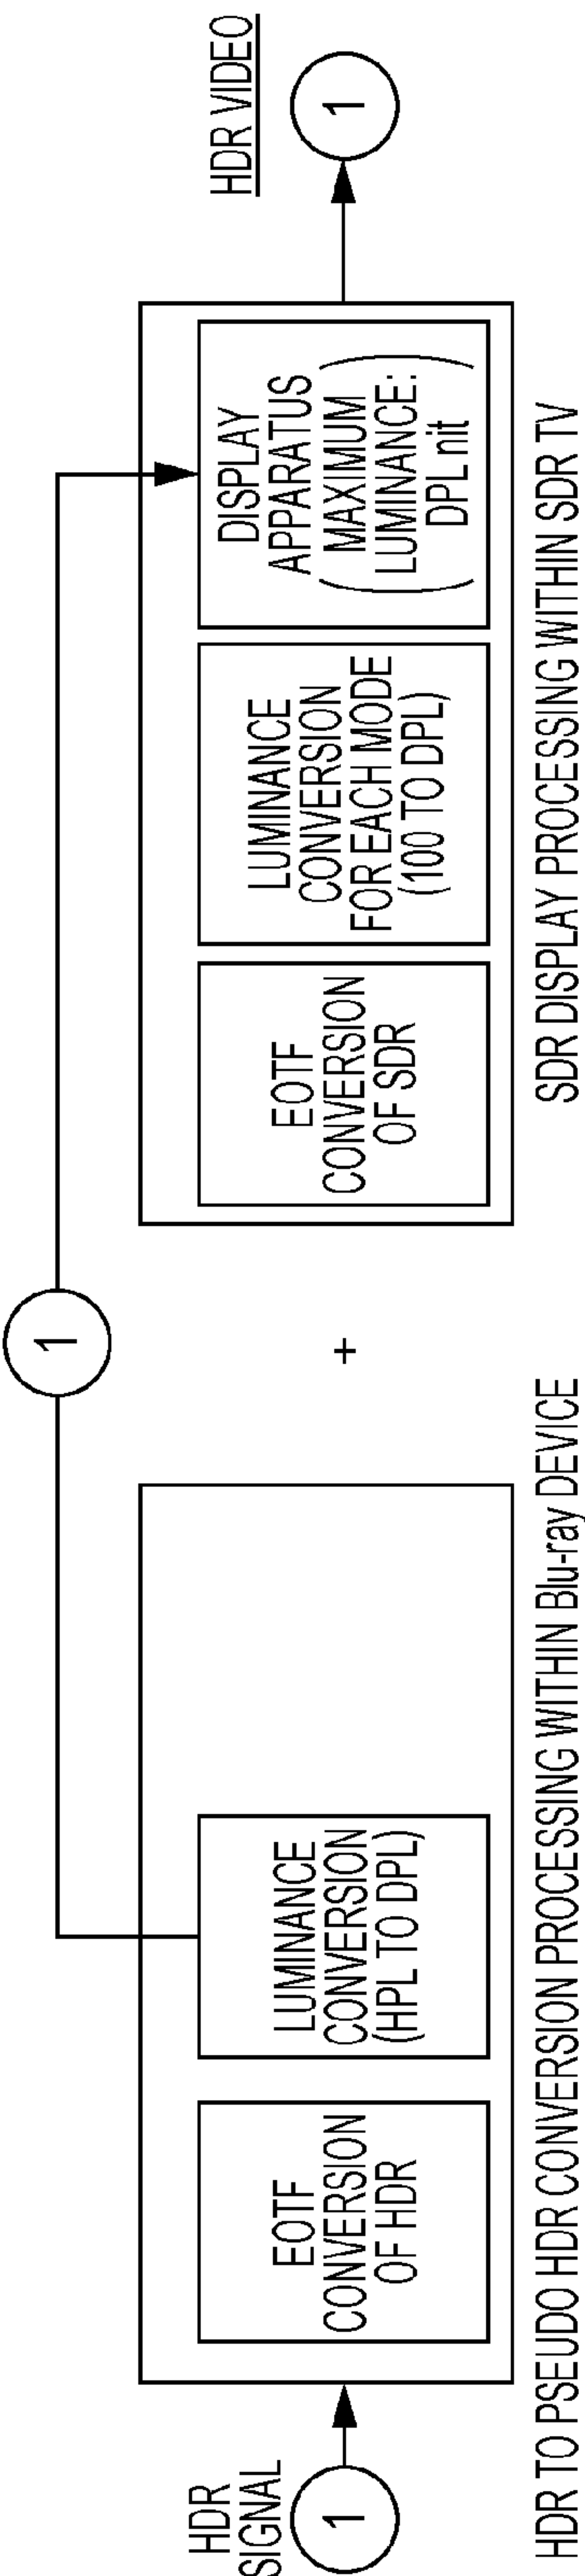 HDR
SIGNAL
1
EOTF
CONVERSION
OF HDR
LUMINANCE
CONVERSION
(HPL TO DPL)
HDR TO PSEUDO HDR CONVERSION PROCESSING WITHIN Blu-ray DEVICE
1
+
EOTF
CONVERSION
OF SDR
LUMINANCE
CONVERSION
FOR EACH MODE
(100 TO DPL)
DISPLAY
APPARATUS
(MAXIMUM
LUMINANCE:
DPL nit)
SDR DISPLAY PROCESSING WITHIN SDR TV
HDR VIDEO
1